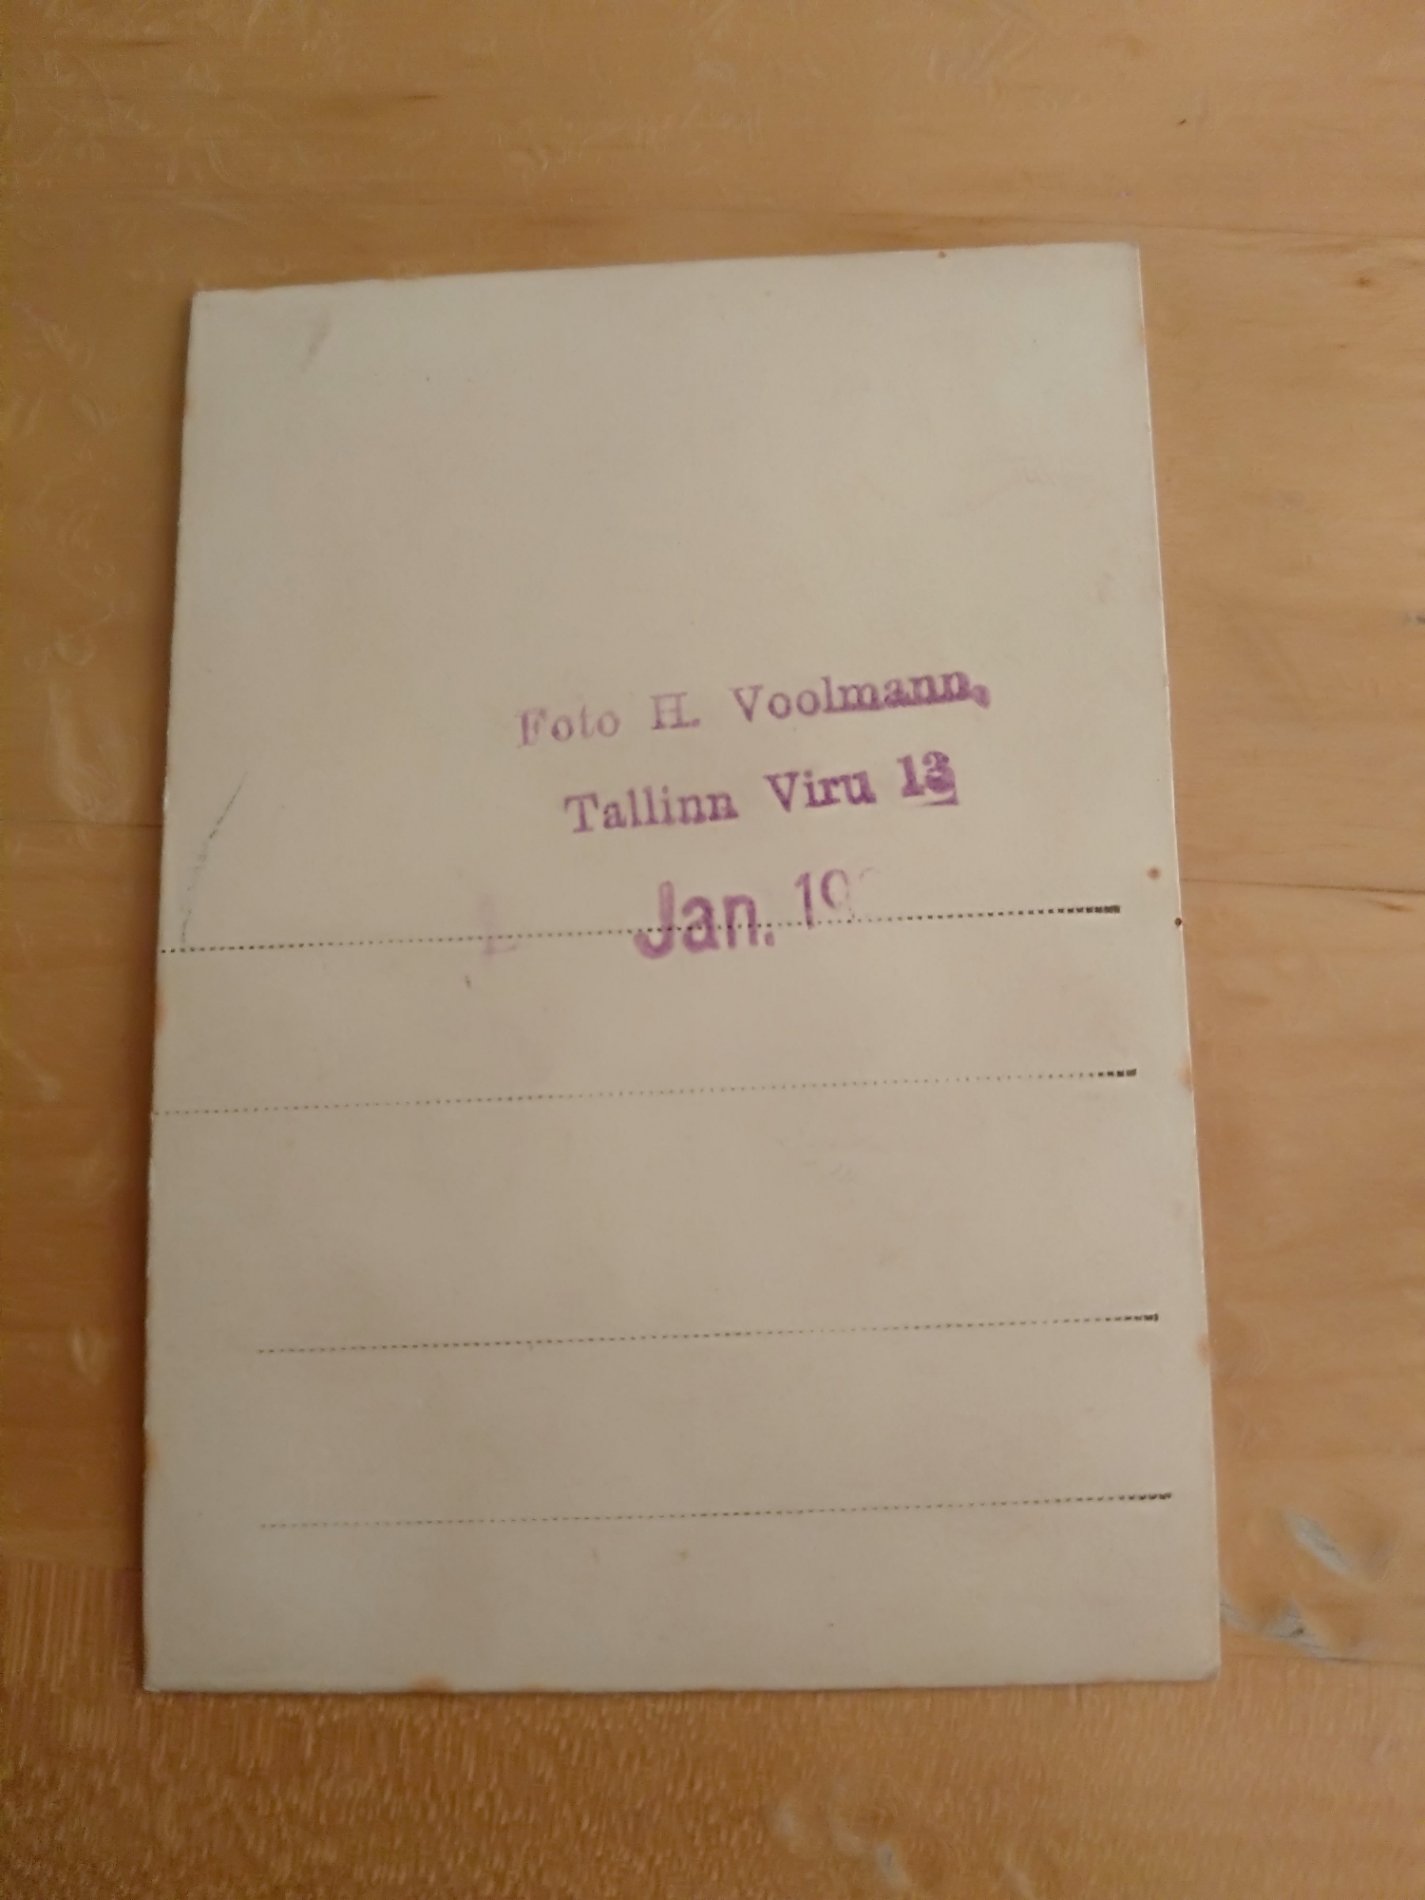 Foto H. Voolmann,
Tallinn Viru 13
Jan. 19